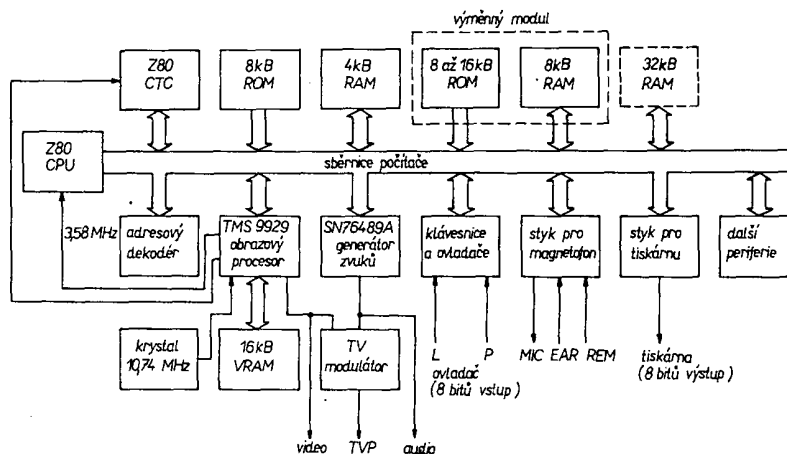 výměnný modul
Z80
CTC
8kB
ROM
4kB
RAM
8 až 16kB
ROM
8kB
RAM
32kB
RAM
Z80
CPU
sběrnice počítače
3,58 MHz
adresový
dekodér
TMS 9929
obrazový
procesor
SN76489A
generátor
zvuků
klávesnice
a ovladače
styk pro
magnetofon
styk pro
tiskárnu
další
periferie
krystal
10,74 MHz
16kB
VRAM
TV
modulátor
L P
ovladač
(8 bitů vstup)
MIC EAR REM
tiskárna
(8 bitů výstup)
video TVP audio